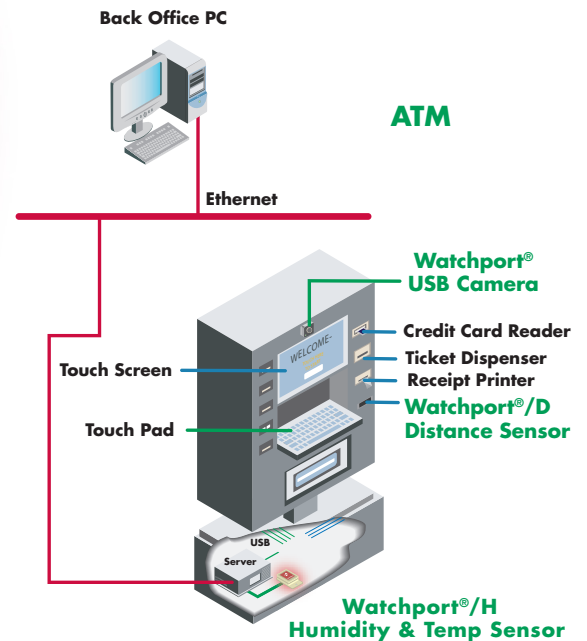 Back Office PC
ATM
Ethernet
Watchport®
USB Camera
WELCOME-
Credit Card Reader
Touch Screen
Ticket Dispenser
Receipt Printer
Watchport®/D
Distance Sensor
Touch Pad
USB
Server
Watchport®/H
Humidity & Temp Sensor